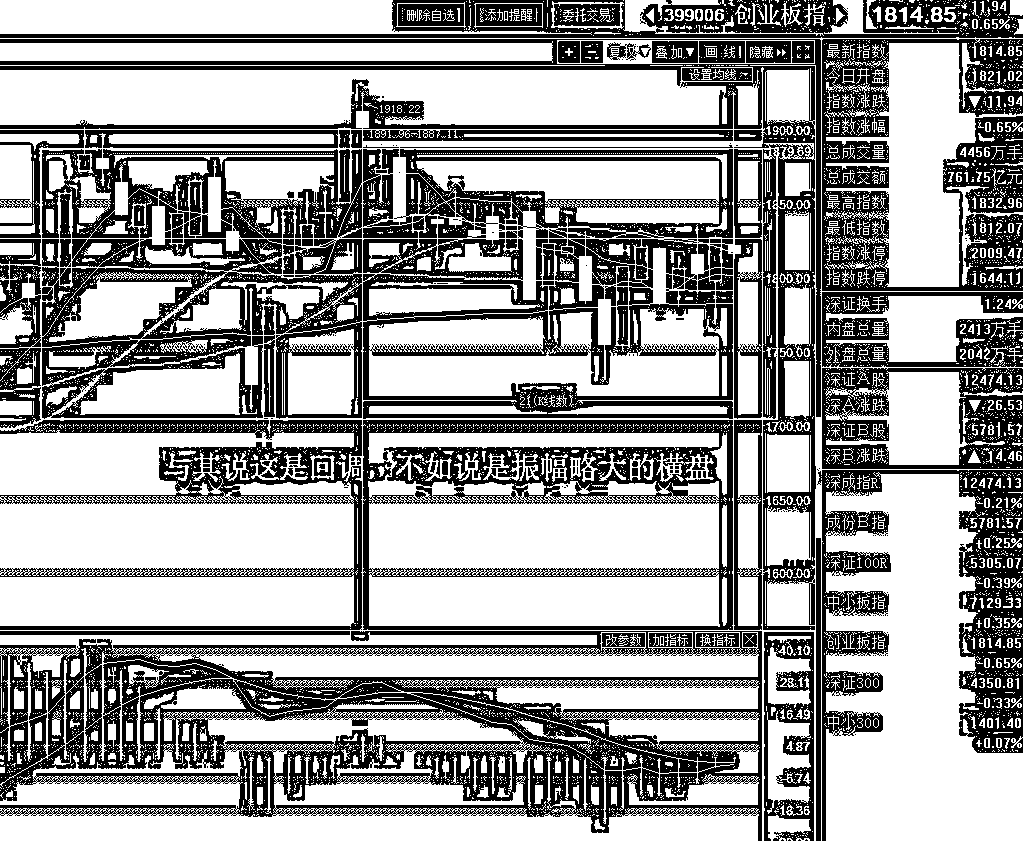 删除自选 添加提醒 委托交易 399006 创业板指 1814.85 11.94
0.65%
复权 叠加 画线 隐藏
设置均线
1918.22
1891.96-1887.11
1900.00
1879.69
1850.00
1800.00
1750.00
1700.00
1650.00
1600.00
与其说这是回调,不如说是振幅略大的横盘
改参数 加指标 换指标
40.10
28.11
16.49
4.87
-6.74
-18.36
最新指数 1814.85
今日开盘 1821.02
指数涨跌 ▼11.94
指数涨幅 -0.65%
总成交量 4456万手
总成交额 761.75亿元
最高指数 1832.96
最低指数 1812.07
指数涨停 2009.47
指数跌停 1644.11
深证换手 1.24%
内盘总量 2413万手
外盘总量 2042万手
深证A股 12474.13
深A涨跌 ▼26.53
深证B股 5781.57
深B涨跌 ▲14.46
深成指R 12474.13
-0.21%
成份B指 5781.57
+0.25%
深证100R 5305.07
-0.39%
中小板指 7129.33
+0.35%
创业板指 1814.85
-0.65%
深证300 4350.81
-0.33%
中小300 1401.40
+0.07%